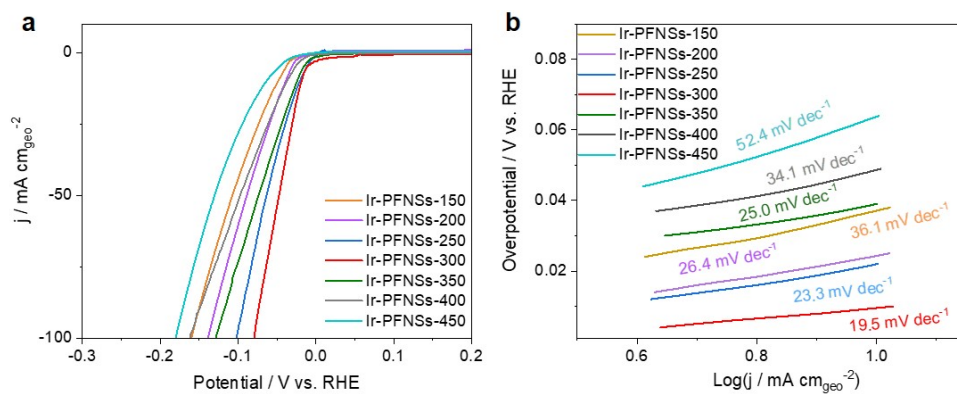 a
0
-50
-100
j / mA cm_geo^-2
-0.3 -0.2 -0.1 0.0 0.1 0.2
Potential / V vs. RHE
Ir-PFNSs-150
Ir-PFNSs-200
Ir-PFNSs-250
Ir-PFNSs-300
Ir-PFNSs-350
Ir-PFNSs-400
Ir-PFNSs-450
b
0.08
0.06
0.04
0.02
Overpotential / V vs. RHE
0.6 0.8 1.0
Log(j / mA cm_geo^-2)
Ir-PFNSs-150
Ir-PFNSs-200
Ir-PFNSs-250
Ir-PFNSs-300
Ir-PFNSs-350
Ir-PFNSs-400
Ir-PFNSs-450
52.4 mV dec^-1
34.1 mV dec^-1
25.0 mV dec^-1
36.1 mV dec^-1
26.4 mV dec^-1
23.3 mV dec^-1
19.5 mV dec^-1